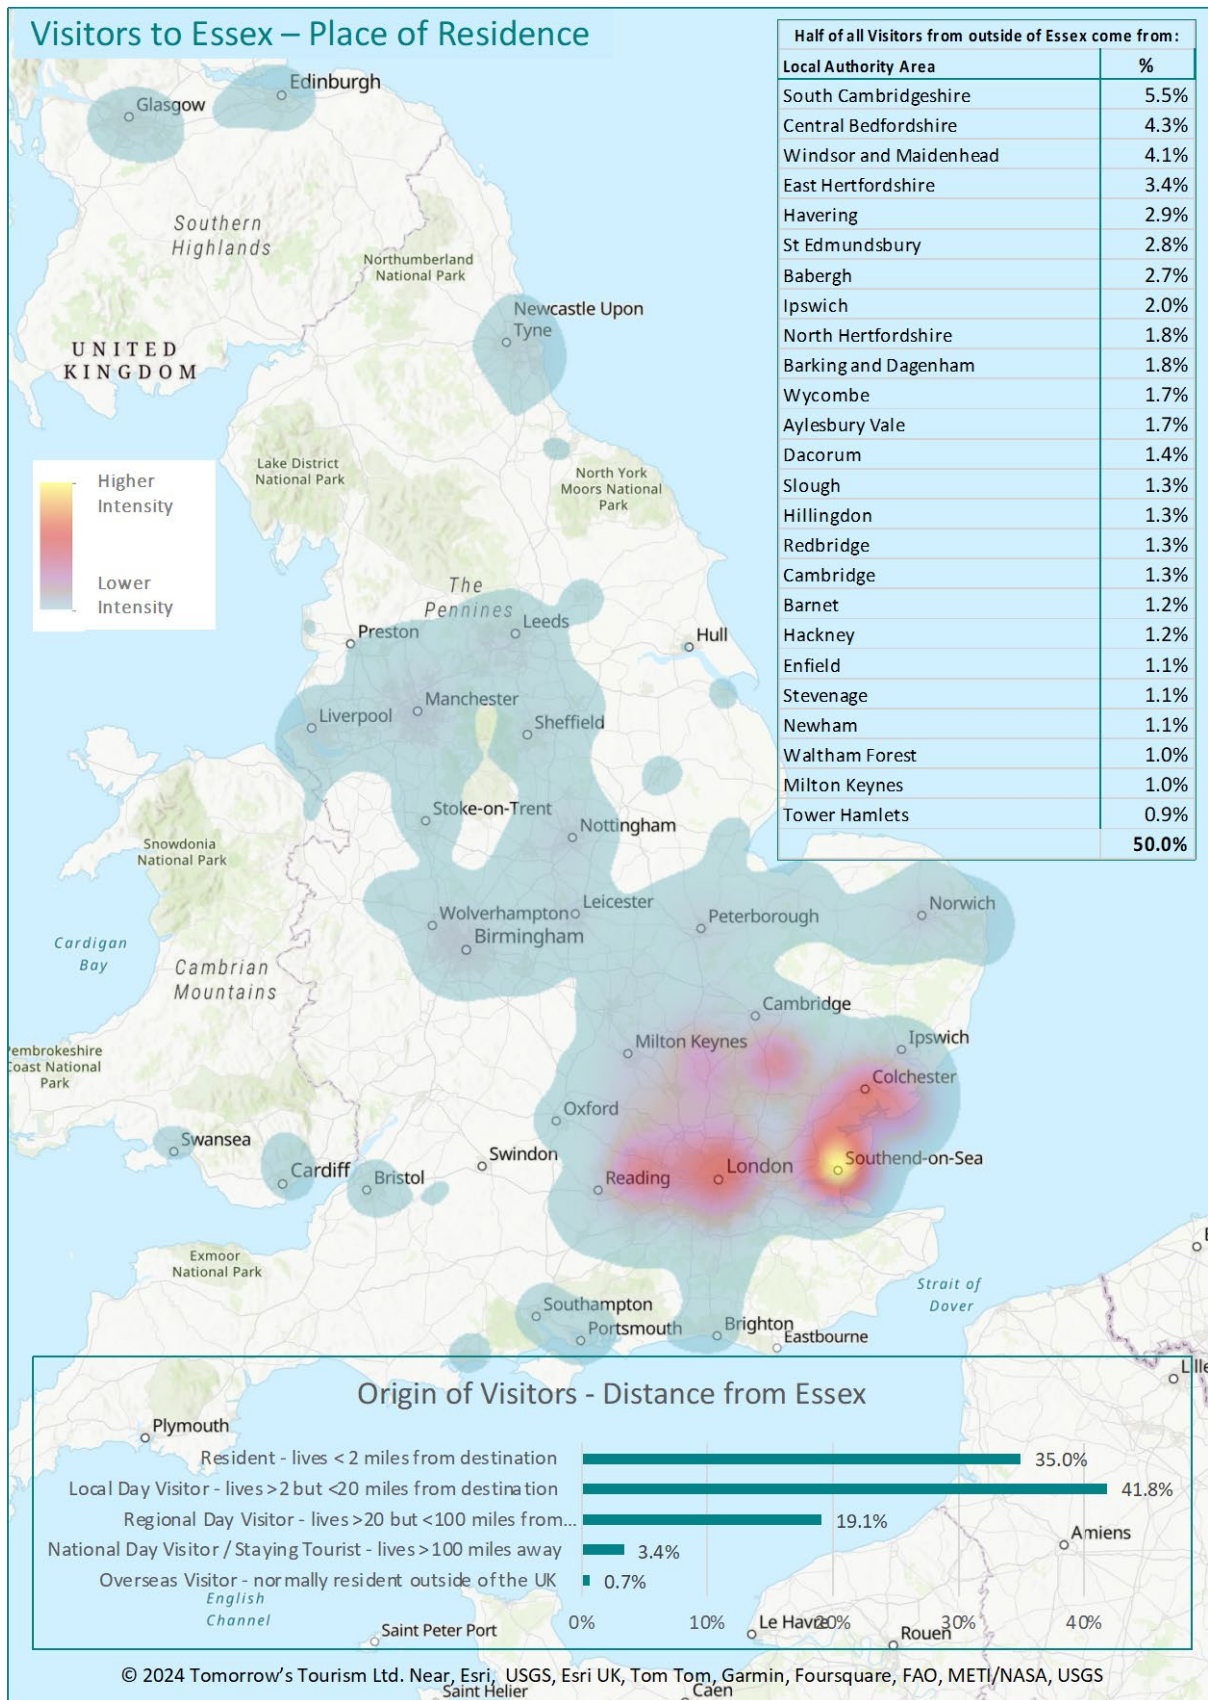 Visitors to Essex – Place of Residence
Half of all Visitors from outside of Essex come from:
Local Authority Area %
South Cambridgeshire 5.5%
Central Bedfordshire 4.3%
Windsor and Maidenhead 4.1%
East Hertfordshire 3.4%
Havering 2.9%
St Edmundsbury 2.8%
Babergh 2.7%
Ipswich 2.0%
North Hertfordshire 1.8%
Barking and Dagenham 1.8%
Wycombe 1.7%
Aylesbury Vale 1.7%
Dacorum 1.4%
Slough 1.3%
Hillingdon 1.3%
Redbridge 1.3%
Cambridge 1.3%
Barnet 1.2%
Hackney 1.2%
Enfield 1.1%
Stevenage 1.1%
Newham 1.1%
Waltham Forest 1.0%
Milton Keynes 1.0%
Tower Hamlets 0.9%
50.0%
Edinburgh
Glasgow
Southern
Highlands
Northumberland
National Park
Newcastle Upon
Tyne
UNITED
KINGDOM
Lake District
National Park
North York
Moors National
Park
Higher
Intensity
Lower
Intensity
The
Pennines
Preston
Leeds
Hull
Liverpool
Manchester
Sheffield
Stoke-on-Trent
Nottingham
Snowdonia
National Park
Wolverhampton
Leicester
Birmingham
Peterborough
Norwich
Cardigan
Bay
Cambrian
Mountains
Cambridge
Milton Keynes
Ipswich
Pembrokeshire
Coast National
Park
Colchester
Oxford
Swansea
Cardiff
Bristol
Swindon
Reading
London
Southend-on-Sea
Exmoor
National Park
Strait of
Dover
Southampton
Portsmouth
Brighton
Eastbourne
Lille
Plymouth
Origin of Visitors - Distance from Essex
Resident - lives < 2 miles from destination 35.0%
Local Day Visitor - lives >2 but <20 miles from destination 41.8%
Regional Day Visitor - lives >20 but <100 miles from... 19.1%
National Day Visitor / Staying Tourist - lives >100 miles away 3.4%
Overseas Visitor - normally resident outside of the UK 0.7%
0% 10% 20% 30% 40%
Amiens
English
Channel
Saint Peter Port
Le Havre
Rouen
© 2024 Tomorrow's Tourism Ltd. Near, Esri, USGS, Esri UK, Tom Tom, Garmin, Foursquare, FAO, METI/NASA, USGS
Saint Helier
Caen